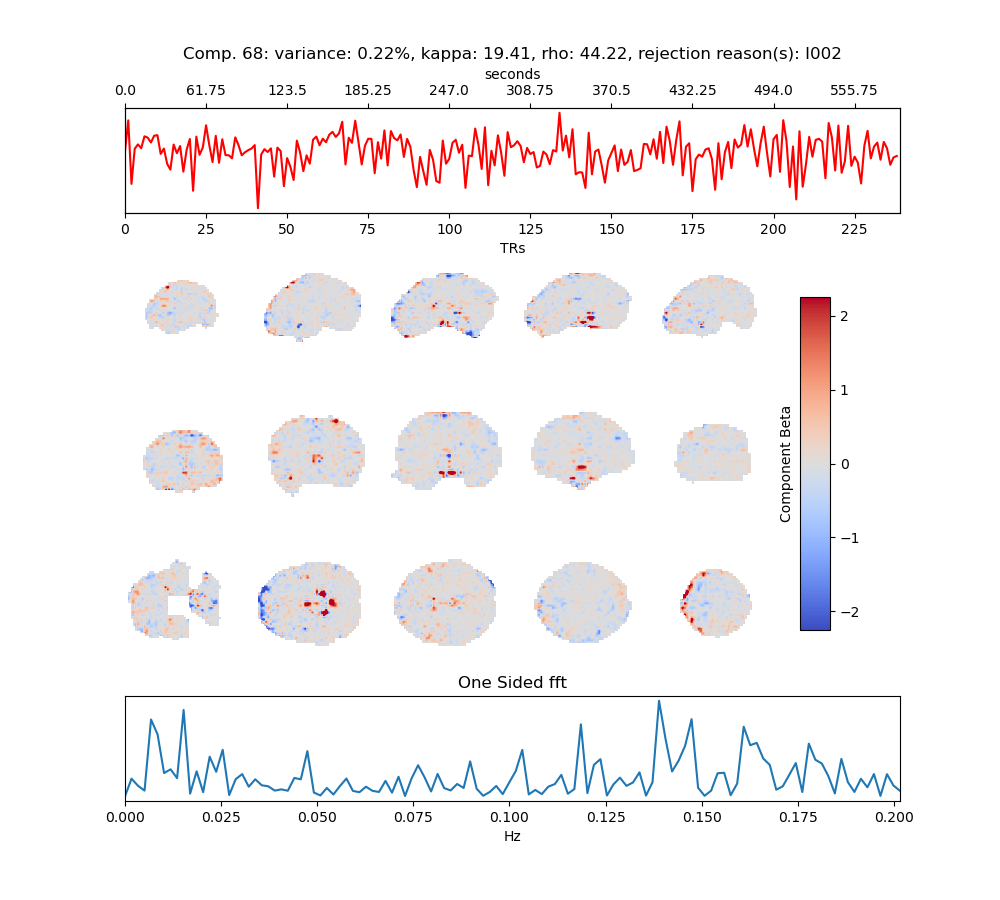 Comp. 68: variance: 0.22%, kappa: 19.41, rho: 44.22, rejection reason(s): I002
seconds
0.0 61.75 123.5 185.25 247.0 308.75 370.5 432.25 494.0 555.75
0 25 50 75 100 125 150 175 200 225
TRs
2
1
0
−1
−2
Component Beta
One Sided fft
0.000 0.025 0.050 0.075 0.100 0.125 0.150 0.175 0.200
Hz